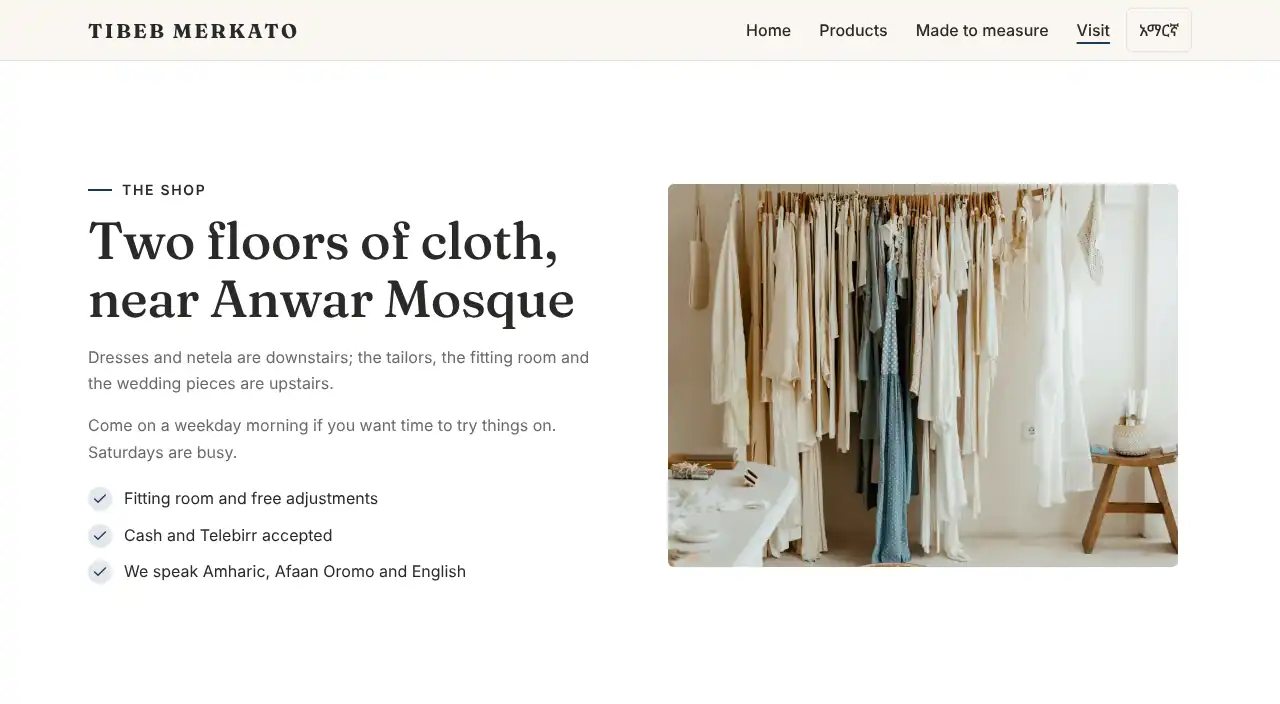 TIBEB MERKATO
Home
Products
Made to measure
Visit
አማርኛ
THE SHOP
Two floors of cloth,
near Anwar Mosque
Dresses and netela are downstairs; the tailors, the fitting room and
the wedding pieces are upstairs.
Come on a weekday morning if you want time to try things on.
Saturdays are busy.
Fitting room and free adjustments
Cash and Telebirr accepted
We speak Amharic, Afaan Oromo and English